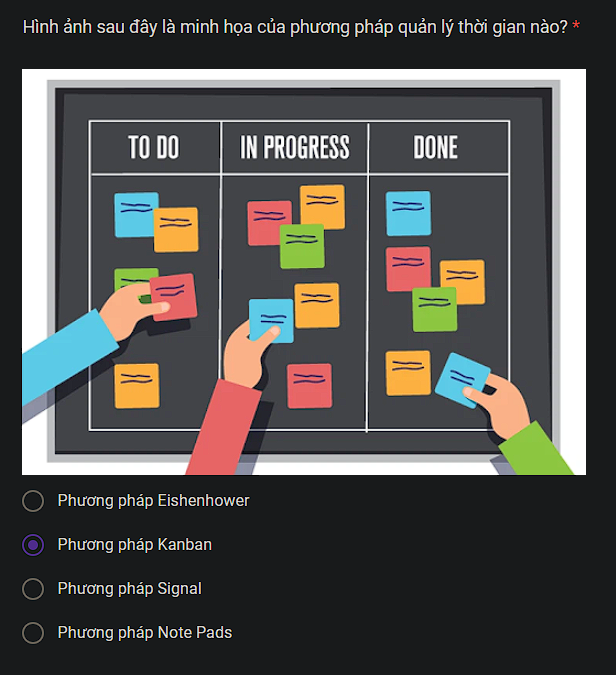 Hình ảnh sau đây là minh họa của phương pháp quản lý thời gian nào? *
TO DO
IN PROGRESS
DONE
Phương pháp Eishenhower
Phương pháp Kanban
Phương pháp Signal
Phương pháp Note Pads